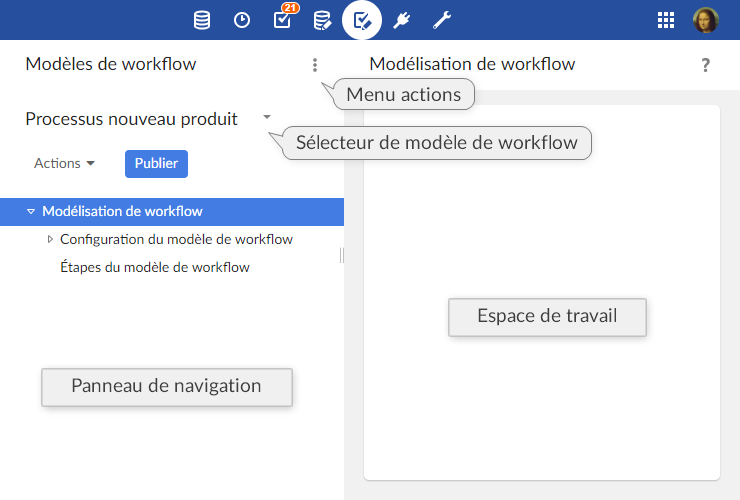 21
Modèles de workflow
Modélisation de workflow
?
Menu actions
Processus nouveau produit
Sélecteur de modèle de workflow
Actions
Publier
Modélisation de workflow
Configuration du modèle de workflow
Étapes du modèle de workflow
Espace de travail
Panneau de navigation